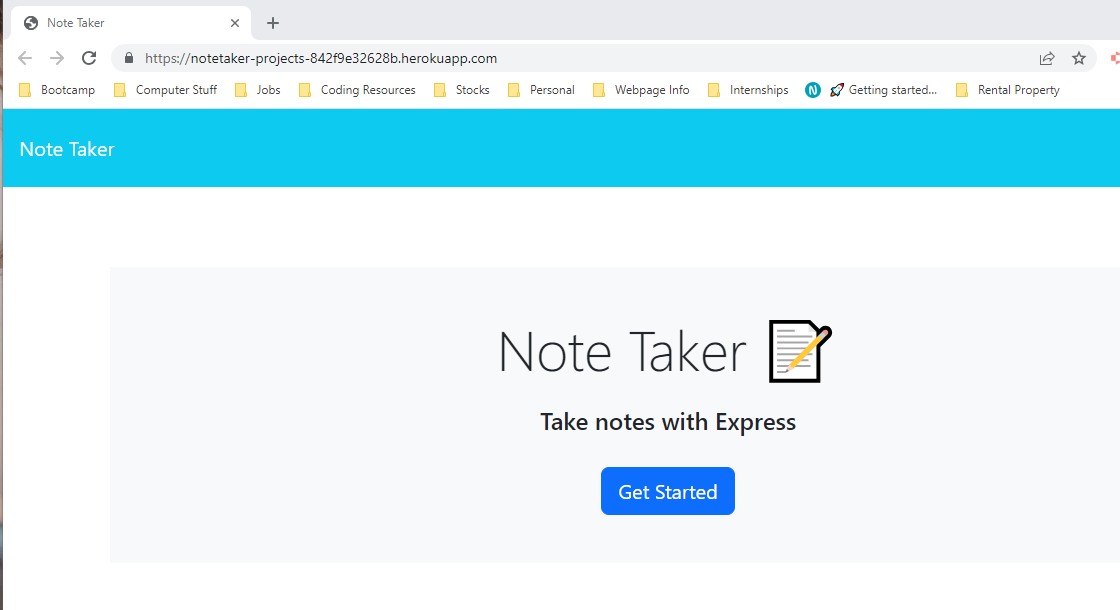 Note Taker
https://notetaker-projects-842f9e32628b.herokuapp.com
Bootcamp Computer Stuff Jobs Coding Resources Stocks Personal Webpage Info Internships N 🚀 Getting started... Rental Property
Note Taker
Note Taker 📝
Take notes with Express
Get Started